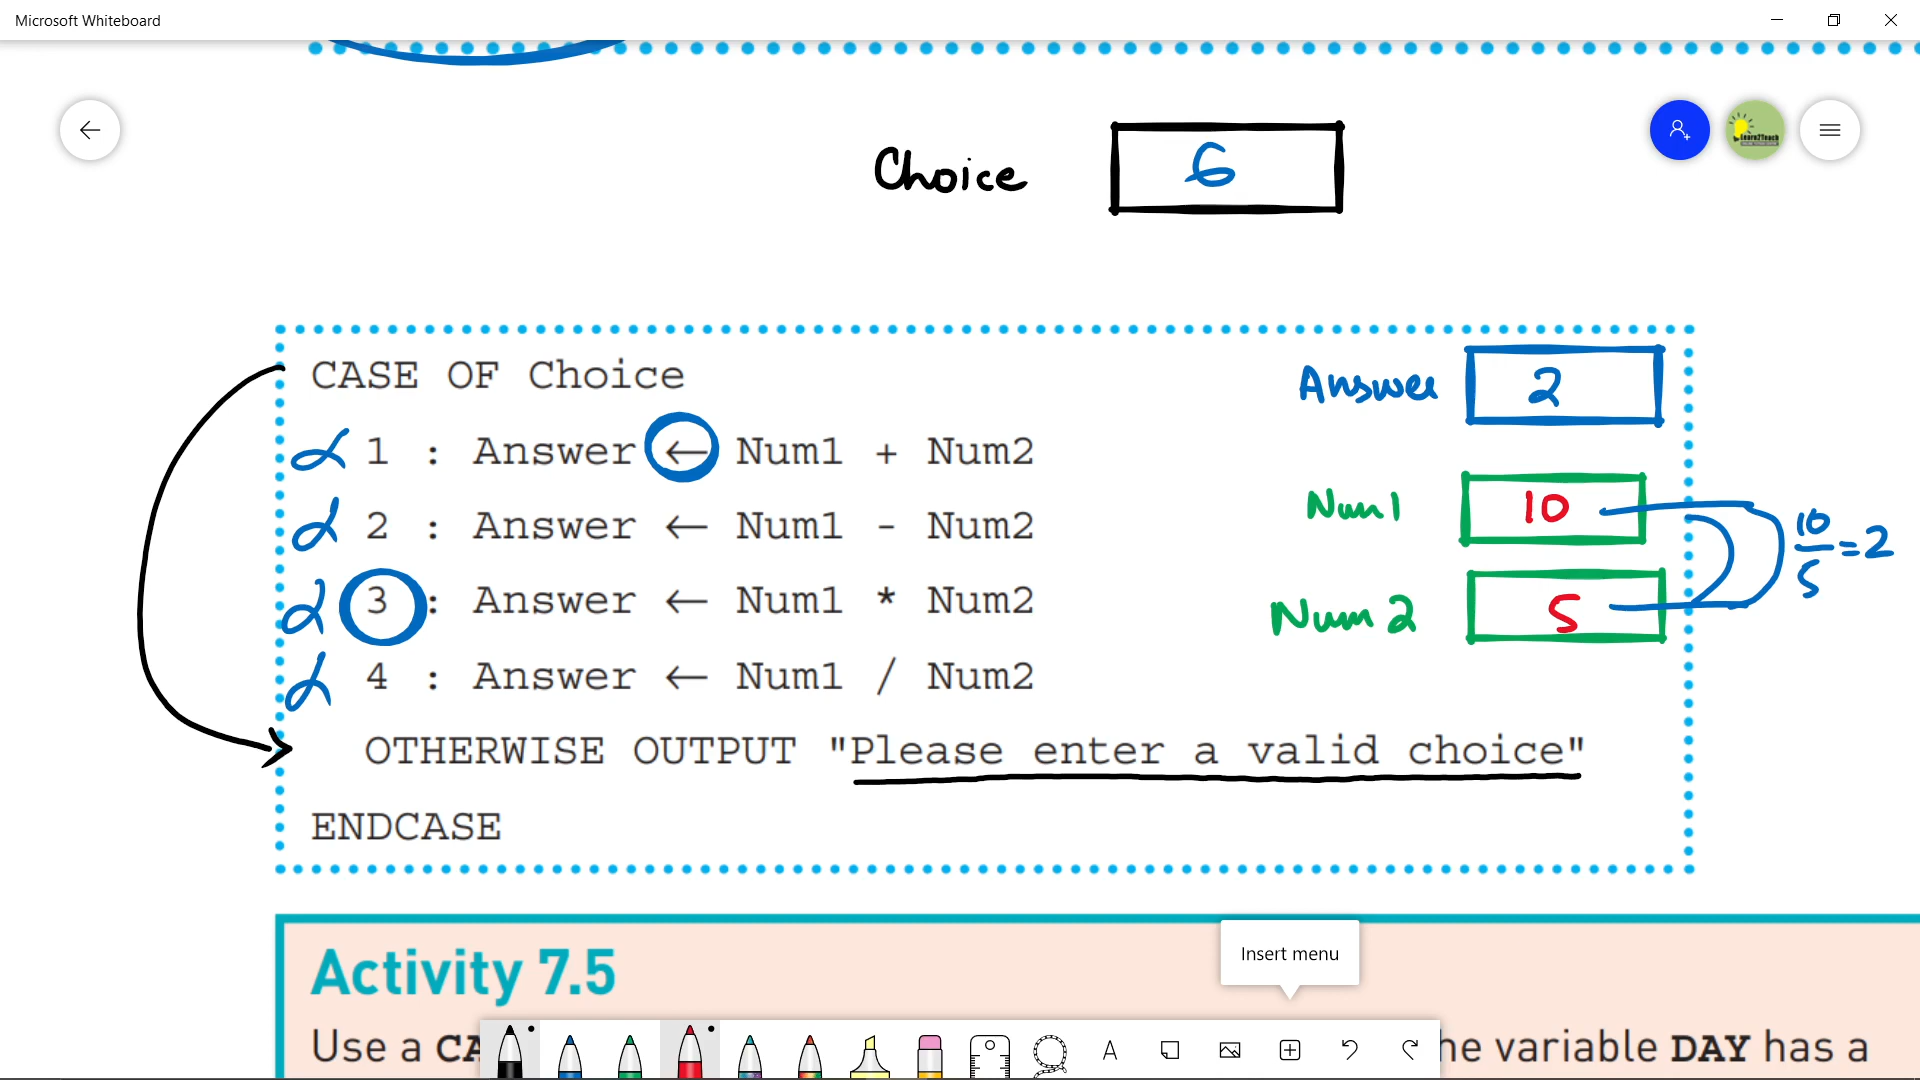 Microsoft Whiteboard
Choice 6
CASE OF Choice
Answer 2
1 : Answer ← Num1 + Num2
Num1 10
2 : Answer ← Num1 - Num2
10/5 = 2
3 : Answer ← Num1 * Num2
Num2 5
4 : Answer ← Num1 / Num2
OTHERWISE OUTPUT "Please enter a valid choice"
ENDCASE
Insert menu
Activity 7.5
Use a CA
he variable DAY has a
Learn2Teach